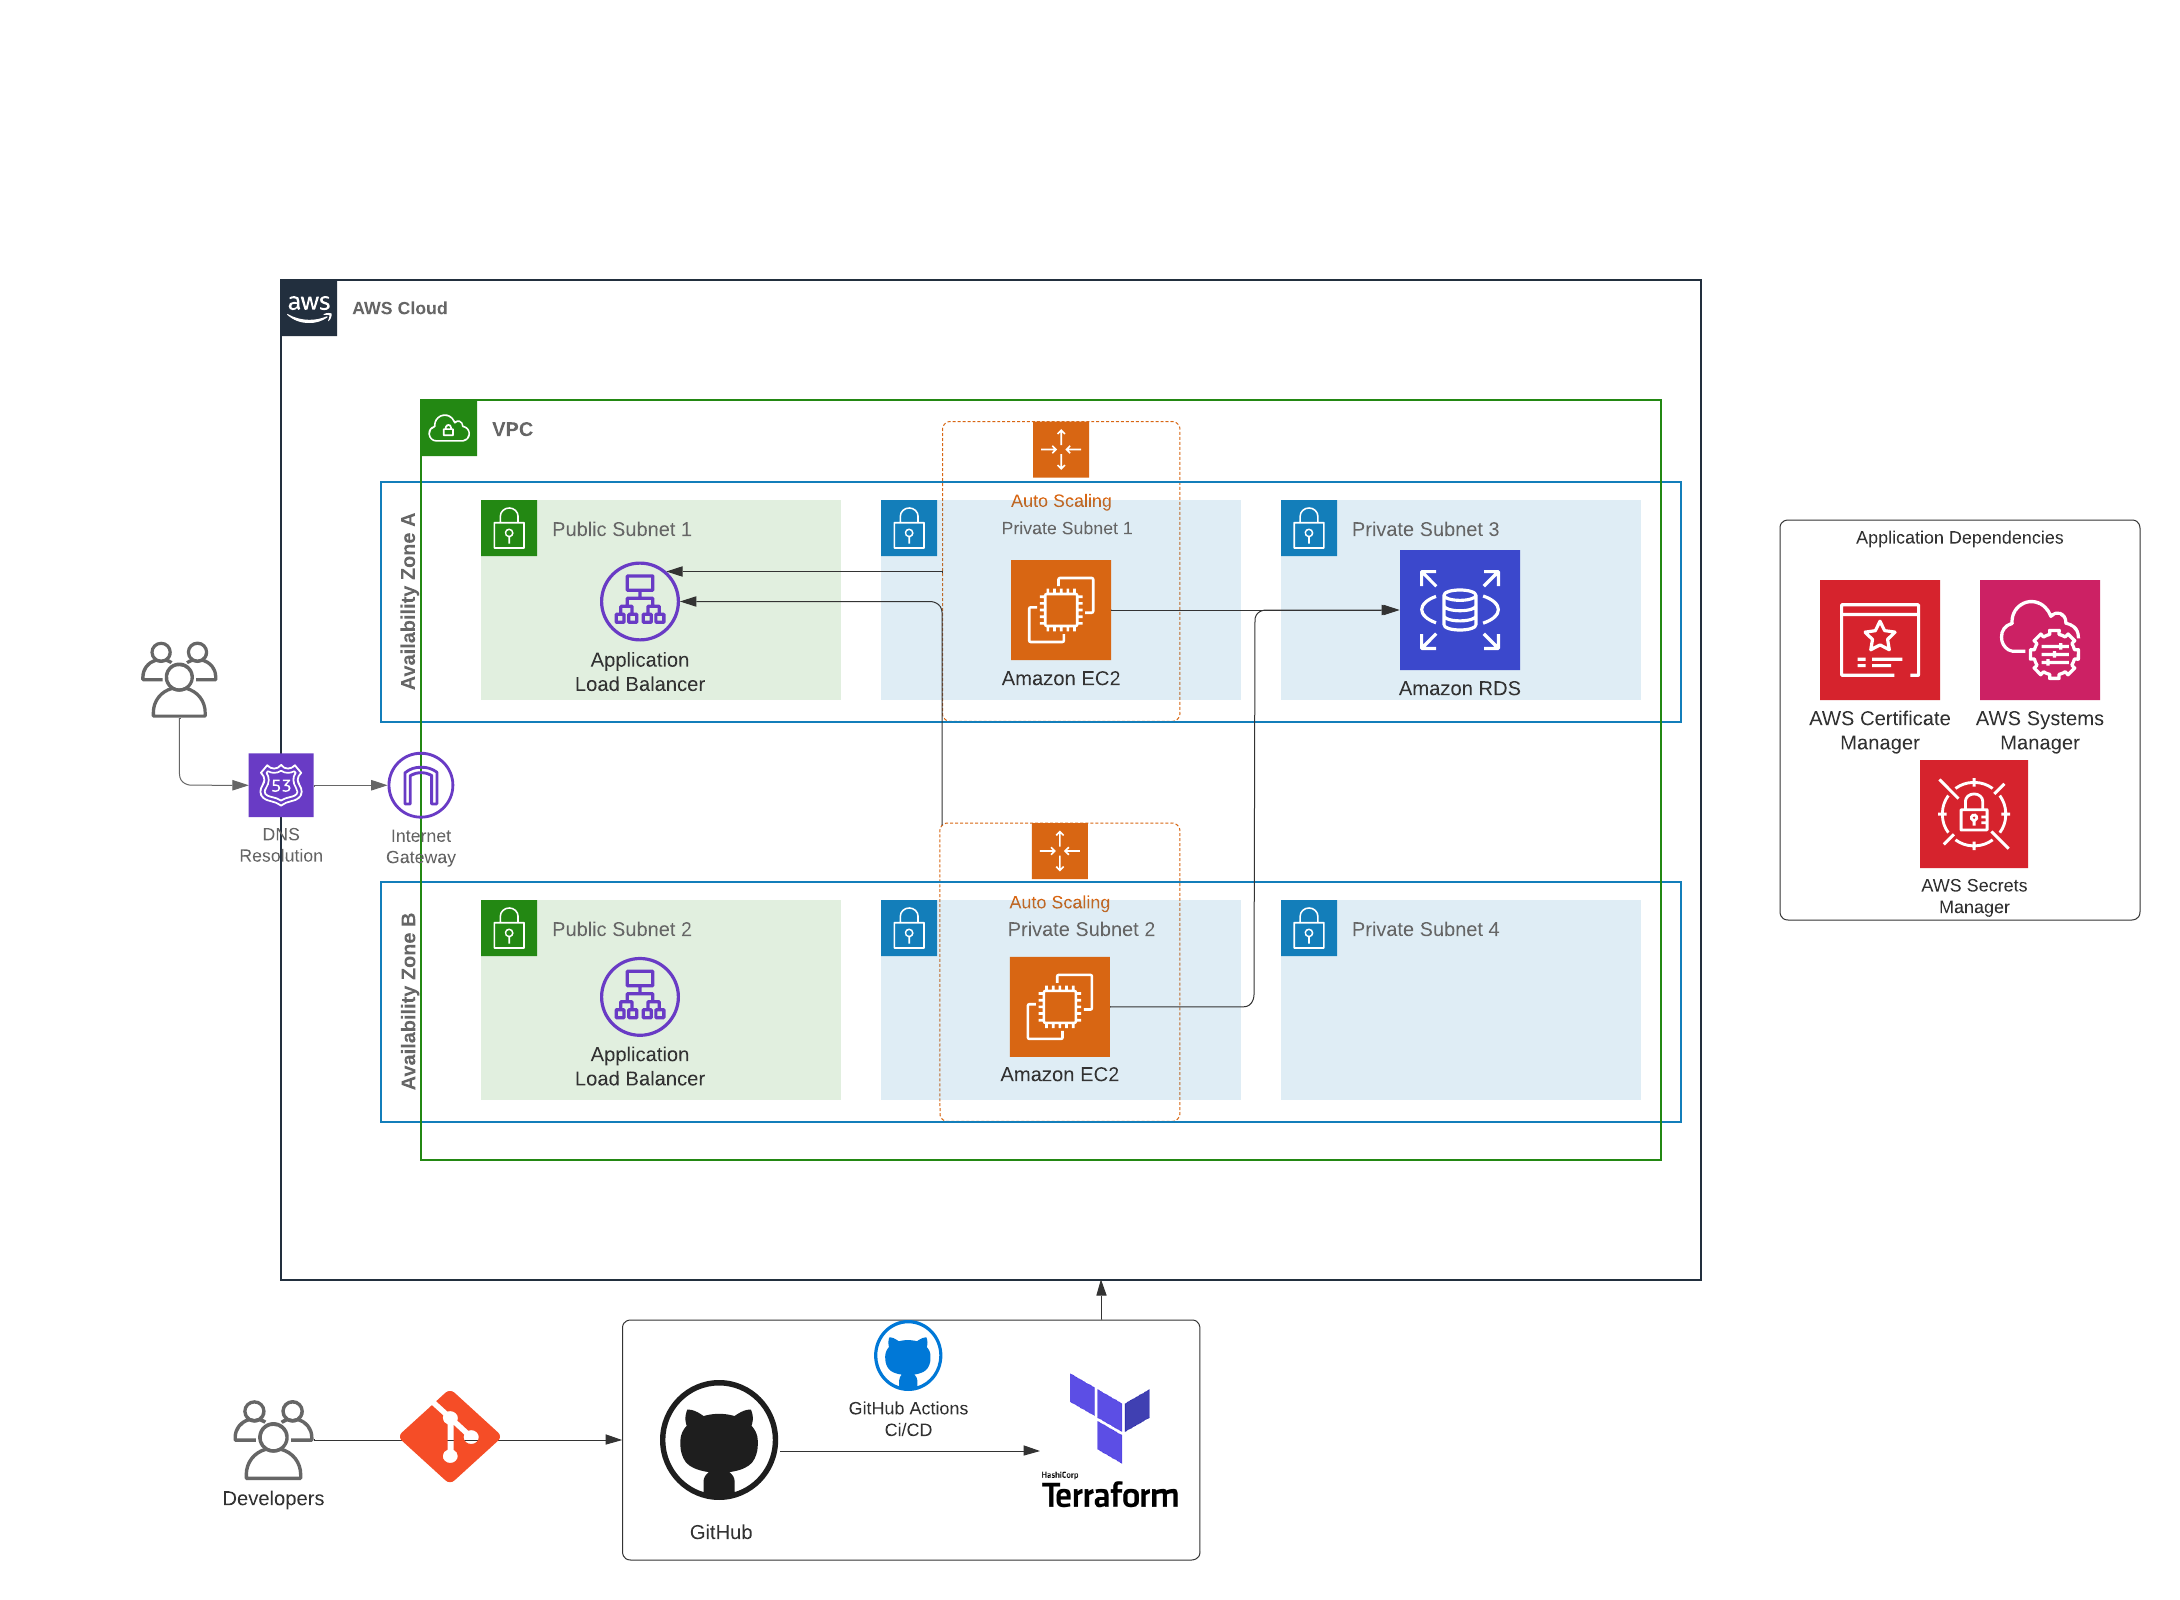 aws
AWS Cloud
VPC
Auto Scaling
Availability Zone A
Public Subnet 1
Private Subnet 1
Private Subnet 3
Application
Load Balancer
Amazon EC2
Amazon RDS
Application Dependencies
AWS Certificate
Manager
AWS Systems
Manager
AWS Secrets
Manager
53
DNS
Resolution
Internet
Gateway
Auto Scaling
Availability Zone B
Public Subnet 2
Private Subnet 2
Private Subnet 4
Application
Load Balancer
Amazon EC2
GitHub Actions
Ci/CD
Developers
GitHub
HashiCorp
Terraform